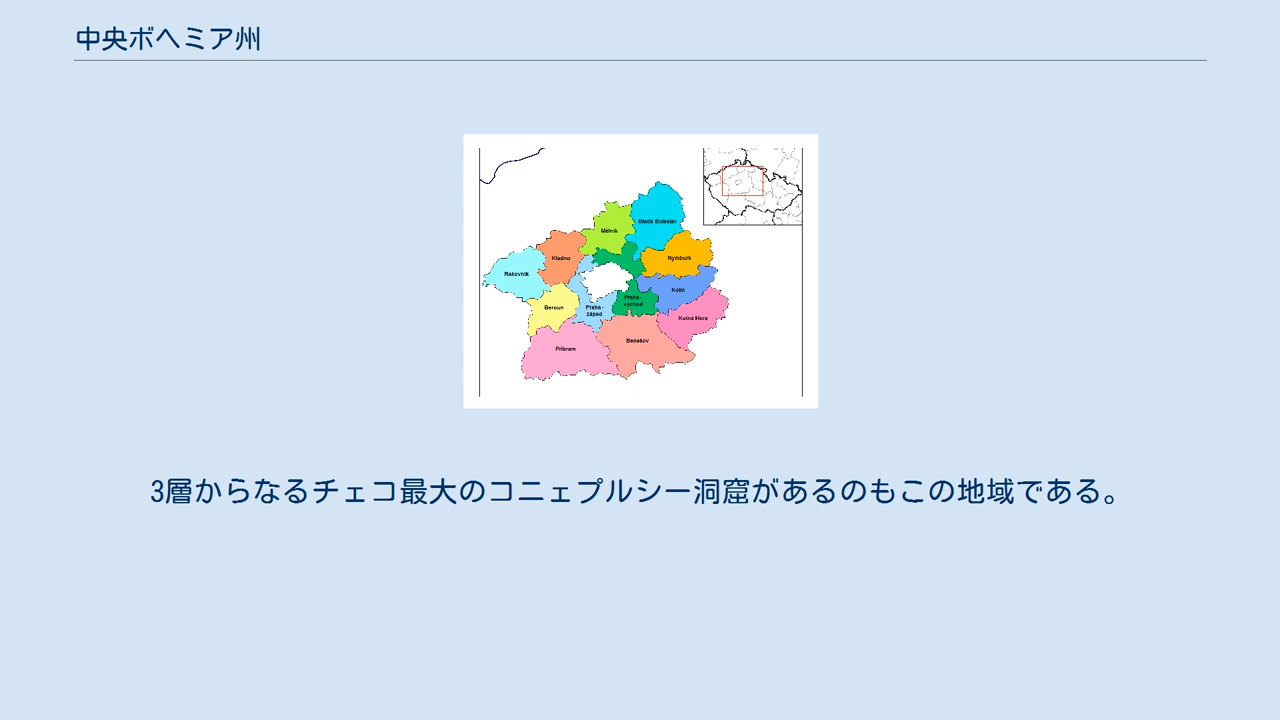 中央ボヘミア州
Mladá Boleslav
Mělník
Kladno
Nymburk
Rakovník
Kolín
Praha - východ
Beroun
Praha - západ
Kutná Hora
Benešov
Příbram
3層からなるチェコ最大のコニェプルシー洞窟があるのもこの地域である。